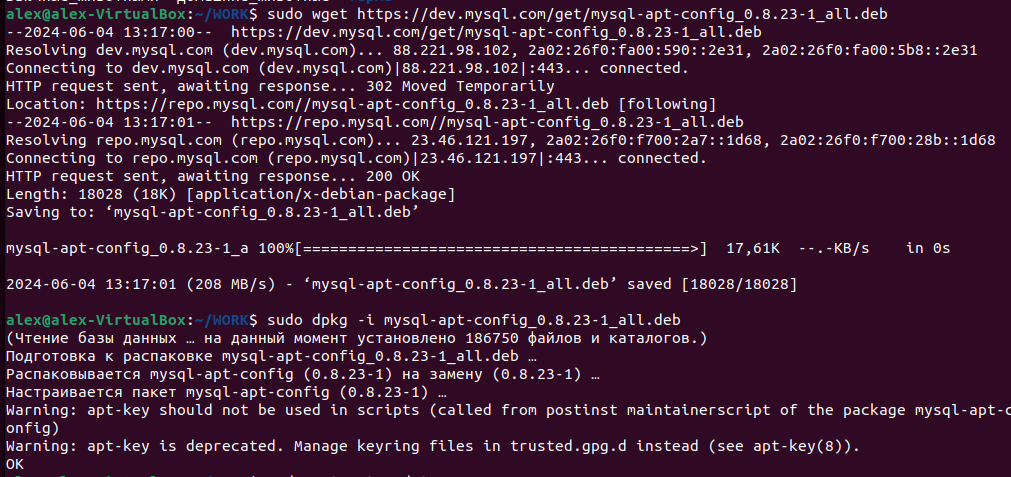 alex@alex-VirtualBox:~/WORK$ sudo wget https://dev.mysql.com/get/mysql-apt-config_0.8.23-1_all.deb
--2024-06-04 13:17:00--  https://dev.mysql.com/get/mysql-apt-config_0.8.23-1_all.deb
Resolving dev.mysql.com (dev.mysql.com)... 88.221.98.102, 2a02:26f0:fa00:590::2e31, 2a02:26f0:fa00:5b8::2e31
Connecting to dev.mysql.com (dev.mysql.com)|88.221.98.102|:443... connected.
HTTP request sent, awaiting response... 302 Moved Temporarily
Location: https://repo.mysql.com//mysql-apt-config_0.8.23-1_all.deb [following]
--2024-06-04 13:17:01--  https://repo.mysql.com//mysql-apt-config_0.8.23-1_all.deb
Resolving repo.mysql.com (repo.mysql.com)... 23.46.121.197, 2a02:26f0:f700:2a7::1d68, 2a02:26f0:f700:28b::1d68
Connecting to repo.mysql.com (repo.mysql.com)|23.46.121.197|:443... connected.
HTTP request sent, awaiting response... 200 OK
Length: 18028 (18K) [application/x-debian-package]
Saving to: ‘mysql-apt-config_0.8.23-1_all.deb’
mysql-apt-config_0.8.23-1_a 100%[===========================================>]  17,61K  --.-KB/s    in 0s
2024-06-04 13:17:01 (208 MB/s) - ‘mysql-apt-config_0.8.23-1_all.deb’ saved [18028/18028]
alex@alex-VirtualBox:~/WORK$ sudo dpkg -i mysql-apt-config_0.8.23-1_all.deb
(Чтение базы данных … на данный момент установлено 186750 файлов и каталогов.)
Подготовка к распаковке mysql-apt-config_0.8.23-1_all.deb …
Распаковывается mysql-apt-config (0.8.23-1) на замену (0.8.23-1) …
Настраивается пакет mysql-apt-config (0.8.23-1) …
Warning: apt-key should not be used in scripts (called from postinst maintainerscript of the package mysql-apt-c
onfig)
Warning: apt-key is deprecated. Manage keyring files in trusted.gpg.d instead (see apt-key(8)).
OK